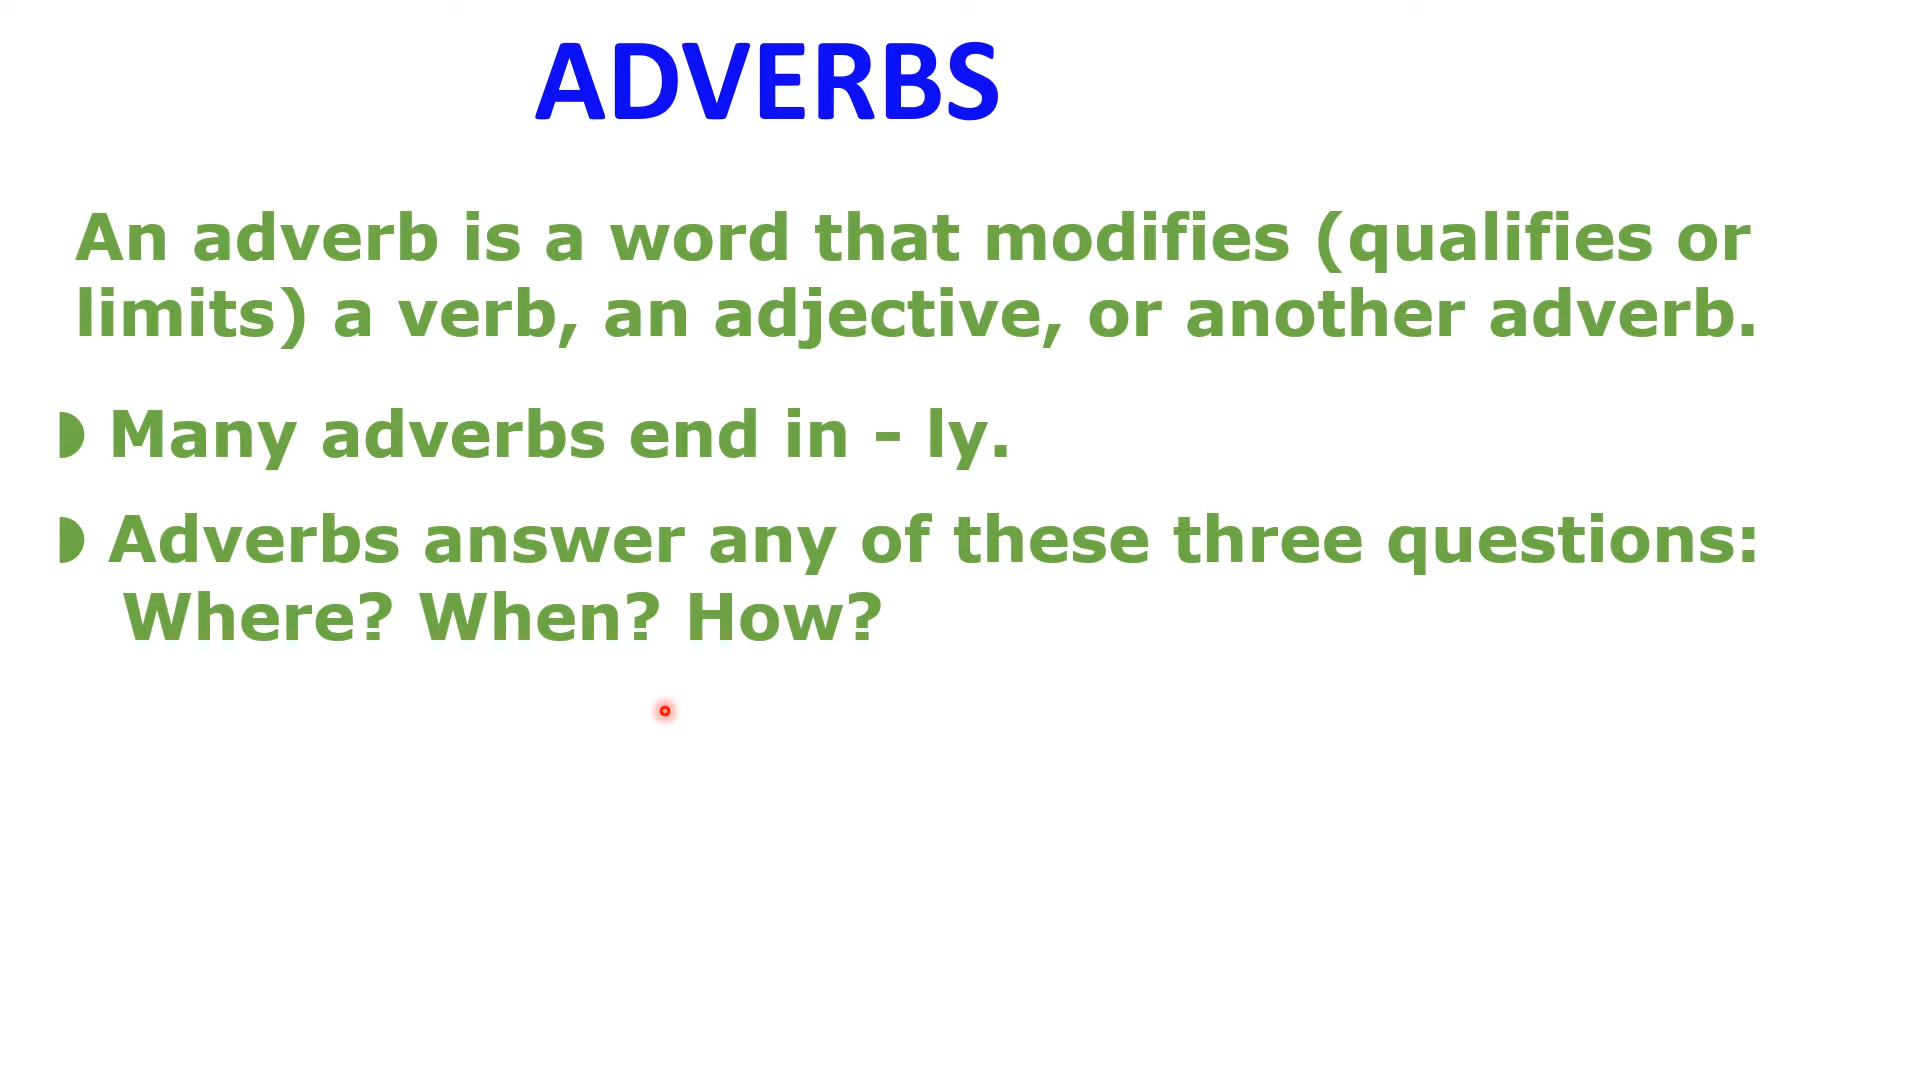 ADVERBS
An adverb is a word that modifies (qualifies or
limits) a verb, an adjective, or another adverb.
◗ Many adverbs end in - ly.
◗ Adverbs answer any of these three questions:
Where? When? How?